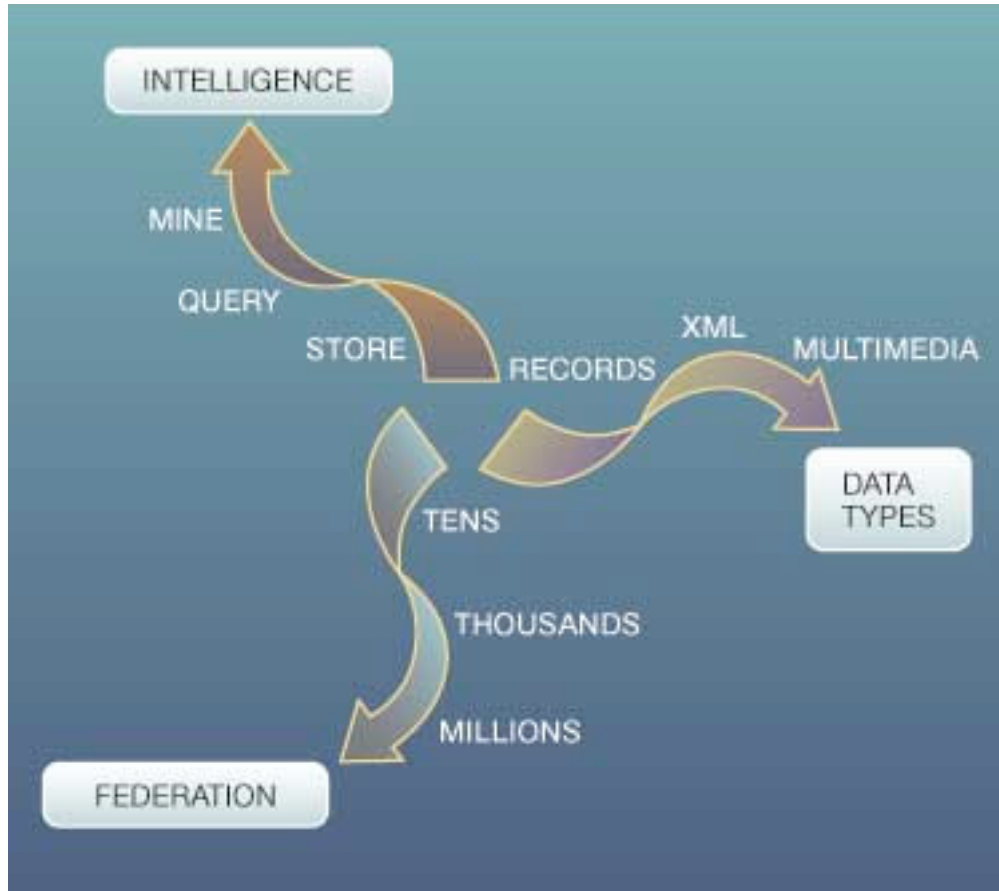 INTELLIGENCE
MINE
QUERY
STORE
RECORDS
XML
MULTIMEDIA
DATA
TYPES
TENS
THOUSANDS
MILLIONS
FEDERATION